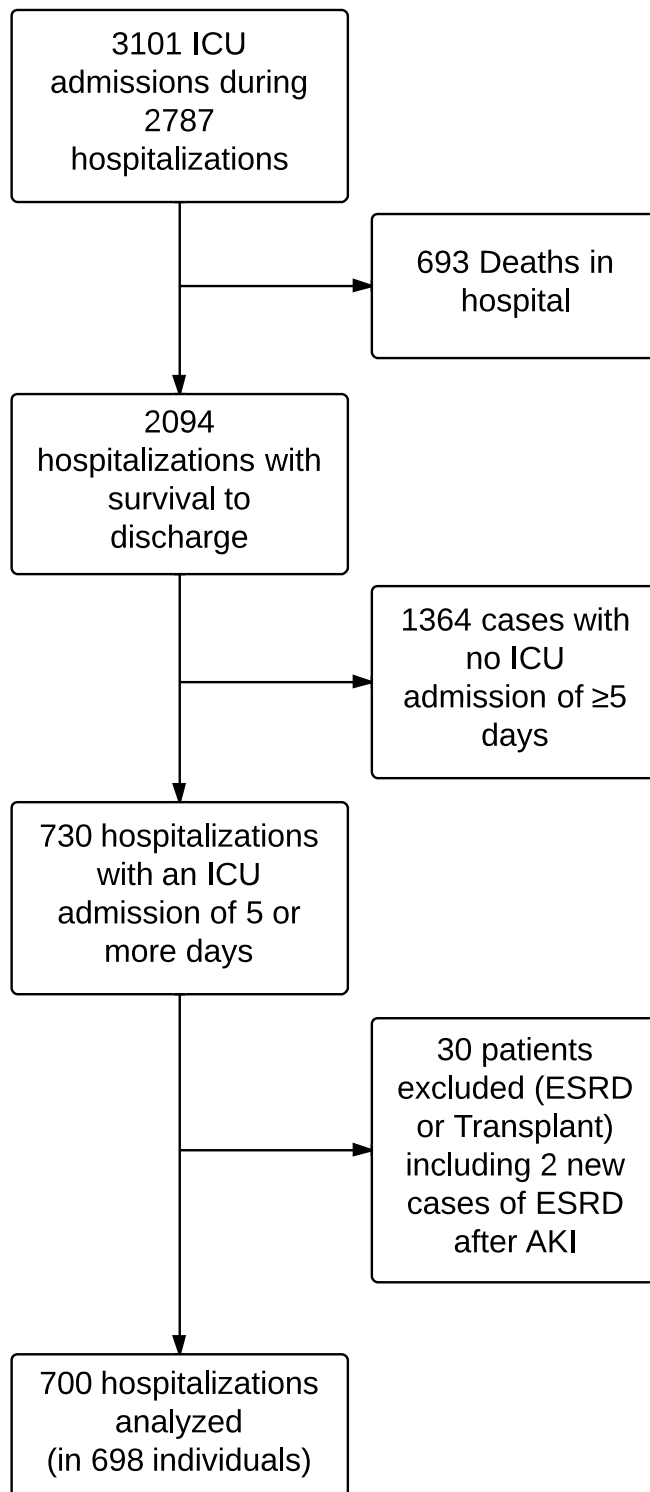 3101 ICU
admissions during
2787
hospitalizations
693 Deaths in
hospital
2094
hospitalizations with
survival to
discharge
1364 cases with
no ICU
admission of ≥5
days
730 hospitalizations
with an ICU
admission of 5 or
more days
30 patients
excluded (ESRD
or Transplant)
including 2 new
cases of ESRD
after AKI
700 hospitalizations
analyzed
(in 698 individuals)